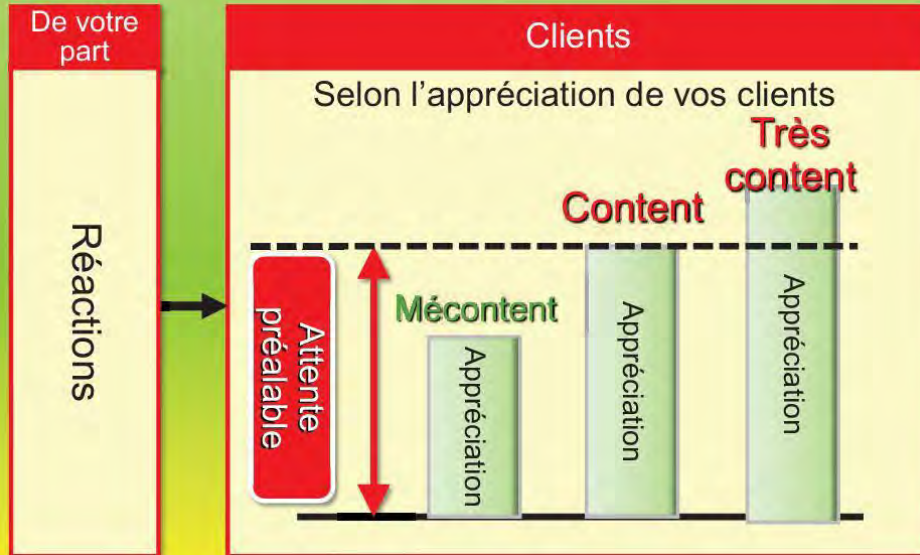 De votre
part
Clients
Réactions
Selon l'appréciation de vos clients
Très
content
Content
Mécontent
Attente
préalable
Appréciation
Appréciation
Appréciation